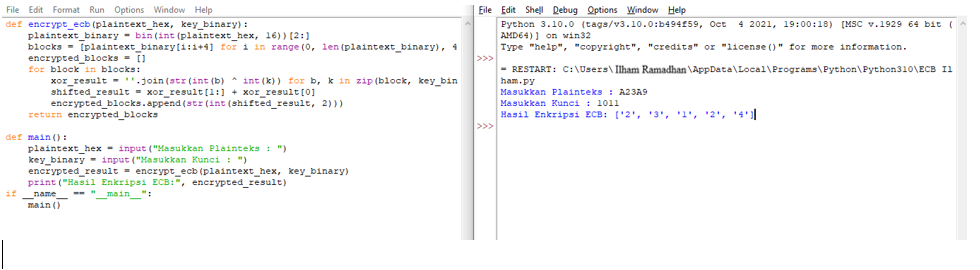 File Edit Format Run Options Window Help
def encrypt_ecb(plaintext_hex, key_binary):
    plaintext_binary = bin(int(plaintext_hex, 16))[2:]
    blocks = [plaintext_binary[i:i+4] for i in range(0, len(plaintext_binary), 4
    encrypted_blocks = []
    for block in blocks:
        xor_result = ''.join(str(int(b) ^ int(k)) for b, k in zip(block, key_bin
        shifted_result = xor_result[1:] + xor_result[0]
        encrypted_blocks.append(str(int(shifted_result, 2)))
    return encrypted_blocks
def main():
    plaintext_hex = input("Masukkan Plainteks : ")
    key_binary = input("Masukkan Kunci : ")
    encrypted_result = encrypt_ecb(plaintext_hex, key_binary)
    print("Hasil Enkripsi ECB:", encrypted_result)
if __name__ == "__main__":
    main()
File Edit Shell Debug Options Window Help
Python 3.10.0 (tags/v3.10.0:b494f59, Oct  4 2021, 19:00:18) [MSC v.1929 64 bit (
AMD64)] on win32
Type "help", "copyright", "credits" or "license()" for more information.
>>>
= RESTART: C:\Users\Ilham Ramadhan\AppData\Local\Programs\Python\Python310\ECB Il
ham.py
Masukkan Plainteks : A23A9
Masukkan Kunci : 1011
Hasil Enkripsi ECB: ['2', '3', '1', '2', '4']
>>>